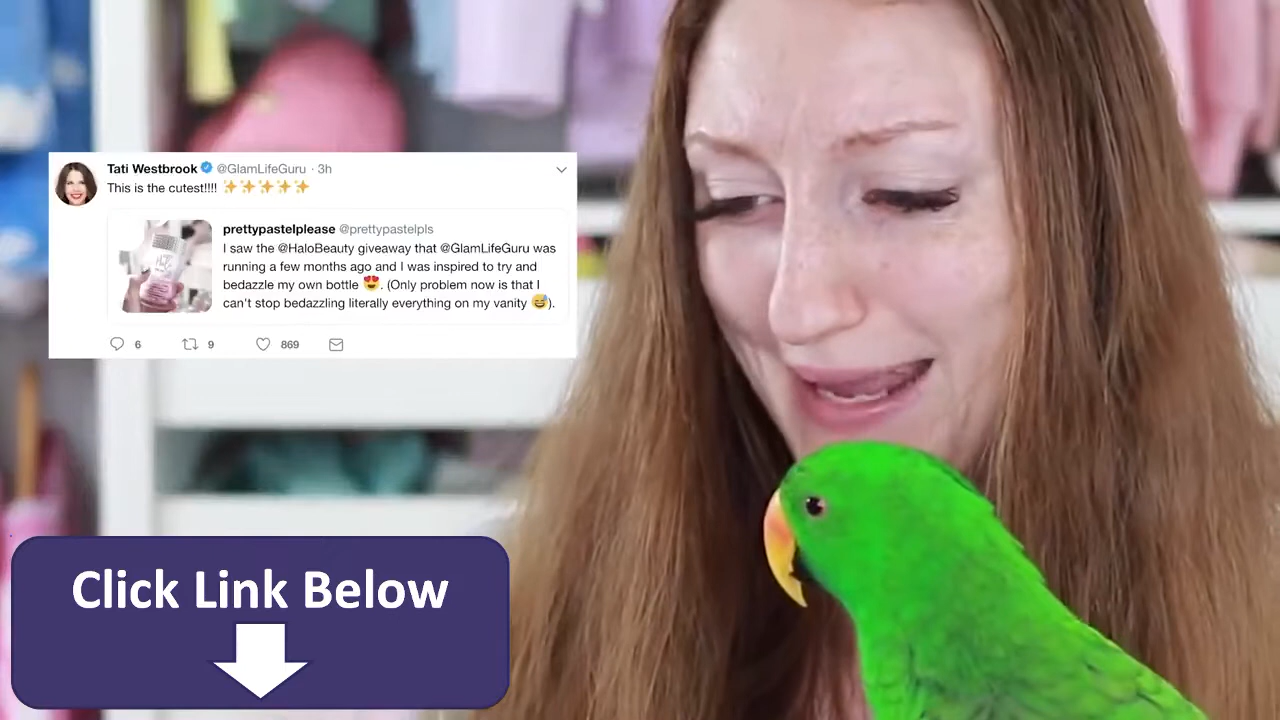 Tati Westbrook @GlamLifeGuru · 3h
This is the cutest!!!! ✨✨✨✨✨
prettypastelplease @prettypastelpls
I saw the @HaloBeauty giveaway that @GlamLifeGuru was
running a few months ago and I was inspired to try and
bedazzle my own bottle 😍. (Only problem now is that I
can't stop bedazzling literally everything on my vanity 😅).
6 9 869
Click Link Below